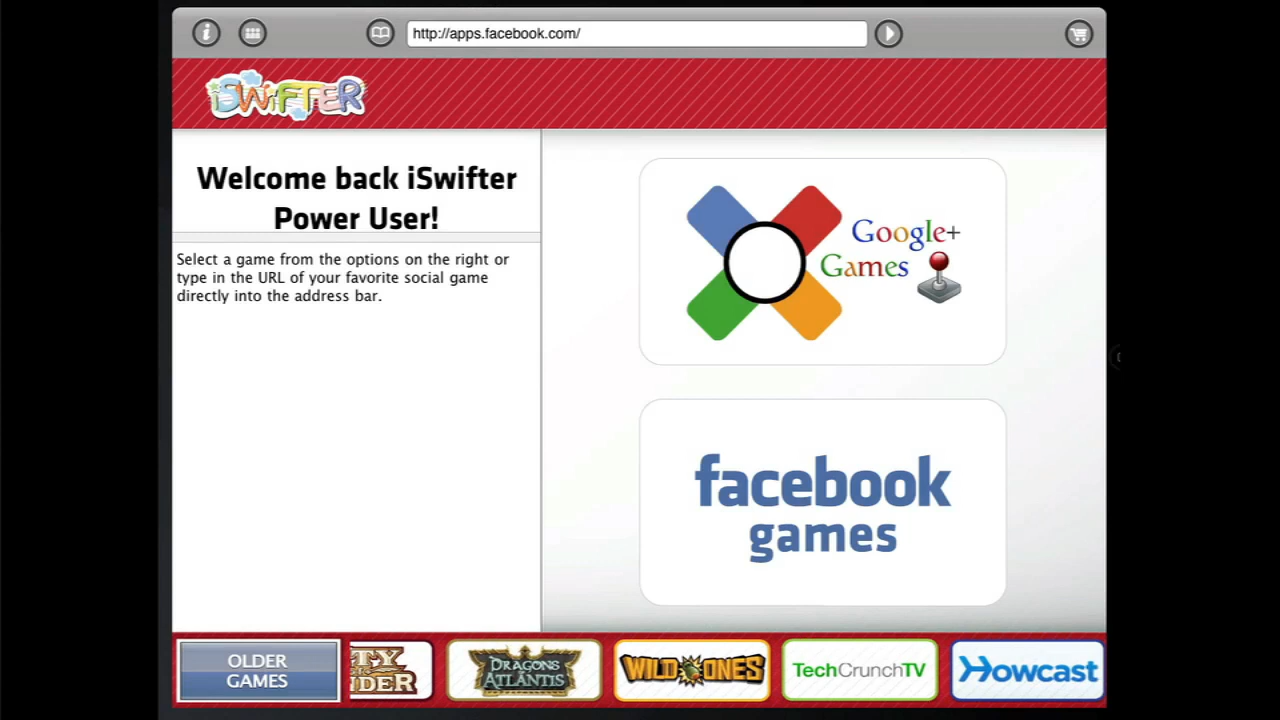 http://apps.facebook.com/
iSWiFTER
Welcome back iSwifter
Power User!
Select a game from the options on the right or
type in the URL of your favorite social game
directly into the address bar.
Google+
Games
facebook
games
OLDER
GAMES
DRAGONS
OF
ATLANTIS
WILD ONES
TechCrunchTV
Howcast